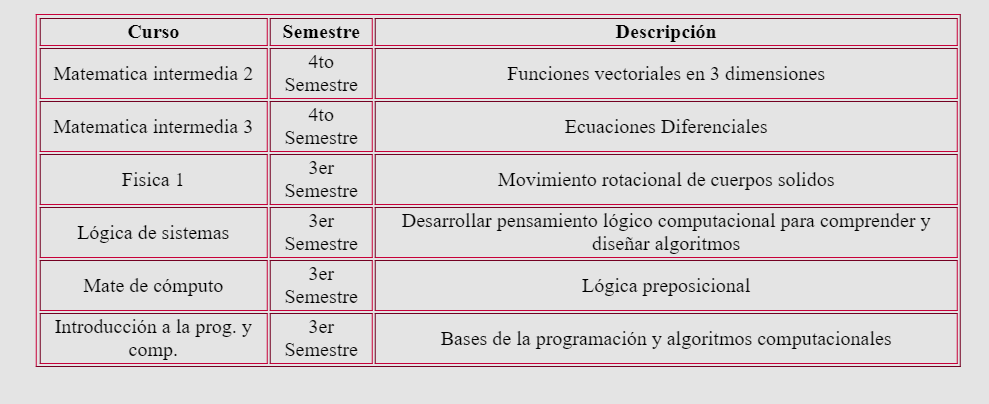 Curso Semestre Descripción
Matematica intermedia 2 4to Semestre Funciones vectoriales en 3 dimensiones
Matematica intermedia 3 4to Semestre Ecuaciones Diferenciales
Fisica 1 3er Semestre Movimiento rotacional de cuerpos solidos
Lógica de sistemas 3er Semestre Desarrollar pensamiento lógico computacional para comprender y diseñar algoritmos
Mate de cómputo 3er Semestre Lógica preposicional
Introducción a la prog. y comp. 3er Semestre Bases de la programación y algoritmos computacionales